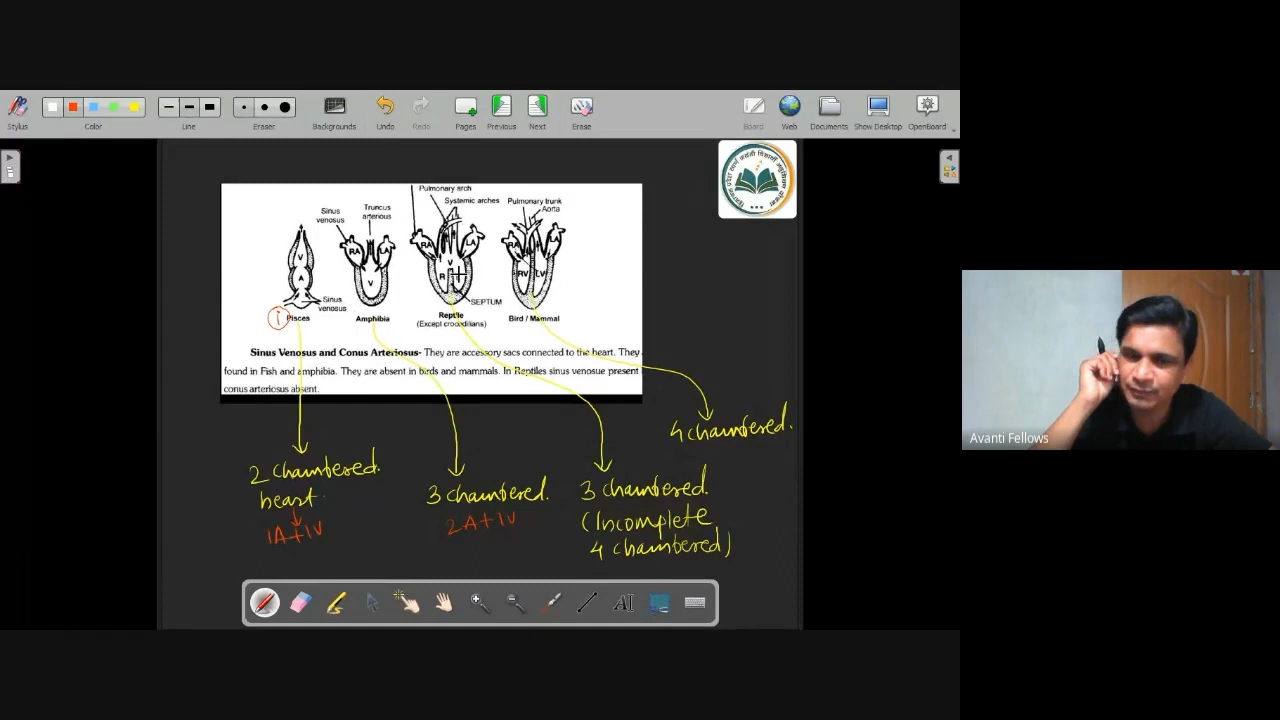 Stylus
Color
Line
Eraser
Backgrounds
Undo
Redo
Pages
Previous
Next
Erase
Board
Web
Documents
Show Desktop
OpenBoard
Pulmonary arch
Systemic arches
Pulmonary trunk
Aorta
Sinus
venosus
Truncus
arterious
RA
LA
RA
LA
RA
LA
V
A
V
V
R
RV
LV
Sinus
venosus
SEPTUM
Pisces
Amphibia
Reptile
(Except crocodilians)
Bird / Mammal
Sinus Venosus and Conus Arteriosus- They are accessory sacs connected to the heart. They
found in Fish and amphibia. They are absent in birds and mammals. In Reptiles sinus venosue present
conus arteriosus absent.
4 chambered.
2 Chambered.
heart
1A+1V
3 chambered.
2A+1V
3 chambered.
(Incomplete
4 chambered)
AI
Avanti Fellows